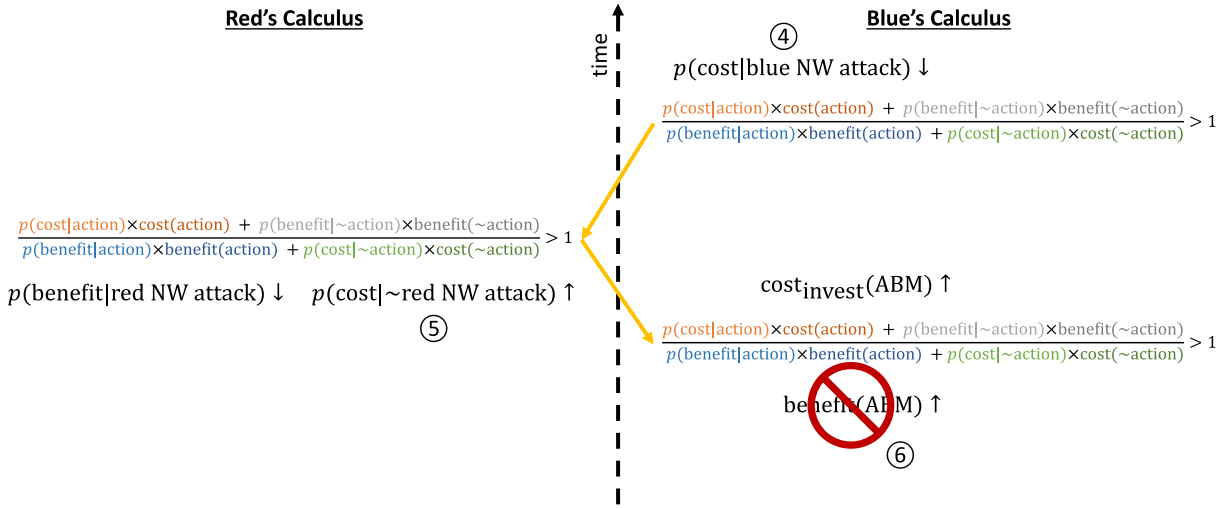 Red's Calculus
Blue's Calculus
time
④
p(cost|blue NW attack) ↓
p(cost|action)×cost(action) + p(benefit|~action)×benefit(~action)
p(benefit|action)×benefit(action) + p(cost|~action)×cost(~action)
> 1
p(cost|action)×cost(action) + p(benefit|~action)×benefit(~action)
p(benefit|action)×benefit(action) + p(cost|~action)×cost(~action)
> 1
p(benefit|red NW attack) ↓ p(cost|~red NW attack) ↑
⑤
cost_invest(ABM) ↑
p(cost|action)×cost(action) + p(benefit|~action)×benefit(~action)
p(benefit|action)×benefit(action) + p(cost|~action)×cost(~action)
> 1
benefit(ABM) ↑
⑥